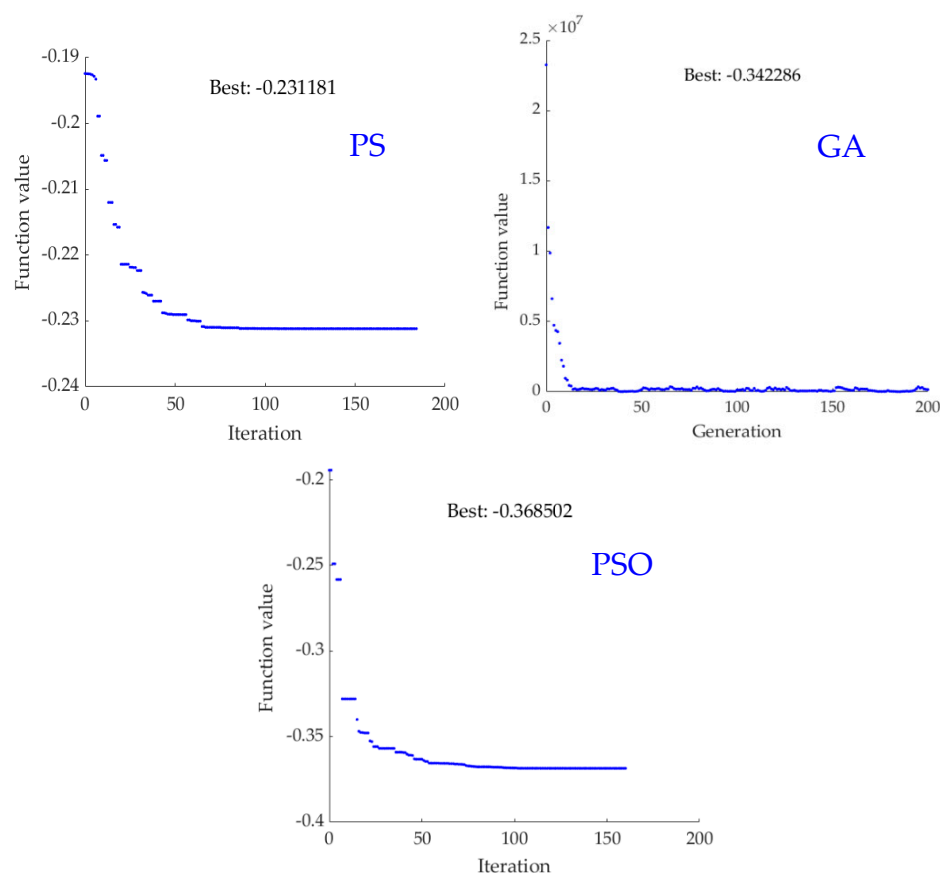 -0.19
-0.2
-0.21
-0.22
-0.23
-0.24
0 50 100 150 200
Function value
Iteration
Best: -0.231181
PS
×10^7
2.5
2
1.5
1
0.5
0
0 50 100 150 200
Function value
Generation
Best: -0.342286
GA
-0.2
-0.25
-0.3
-0.35
-0.4
0 50 100 150 200
Function value
Iteration
Best: -0.368502
PSO